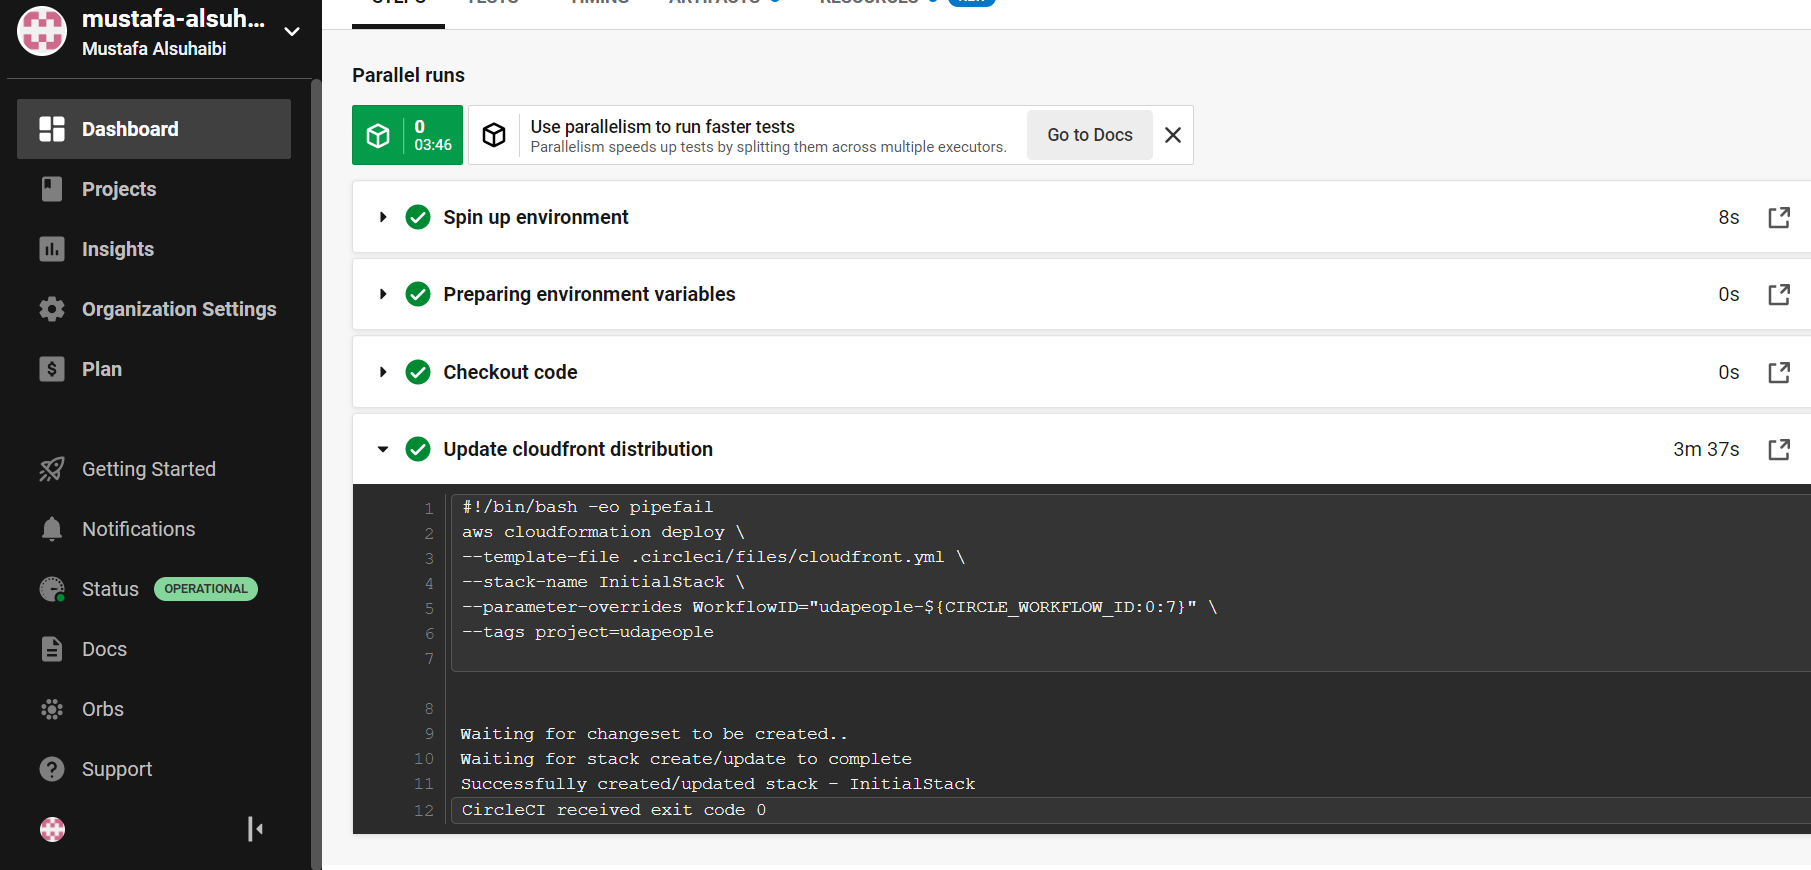 mustafa-alsuh...
Mustafa Alsuhaibi
Dashboard
Projects
Insights
Organization Settings
Plan
Getting Started
Notifications
Status OPERATIONAL
Docs
Orbs
Support
STEPS TESTS TIMING ARTIFACTS RESOURCES NEW
Parallel runs
0
03:46
Use parallelism to run faster tests
Parallelism speeds up tests by splitting them across multiple executors.
Go to Docs
Spin up environment 8s
Preparing environment variables 0s
Checkout code 0s
Update cloudfront distribution 3m 37s
1 #!/bin/bash -eo pipefail
2 aws cloudformation deploy \
3 --template-file .circleci/files/cloudfront.yml \
4 --stack-name InitialStack \
5 --parameter-overrides WorkflowID="udapeople-${CIRCLE_WORKFLOW_ID:0:7}" \
6 --tags project=udapeople
7
8
9 Waiting for changeset to be created..
10 Waiting for stack create/update to complete
11 Successfully created/updated stack - InitialStack
12 CircleCI received exit code 0